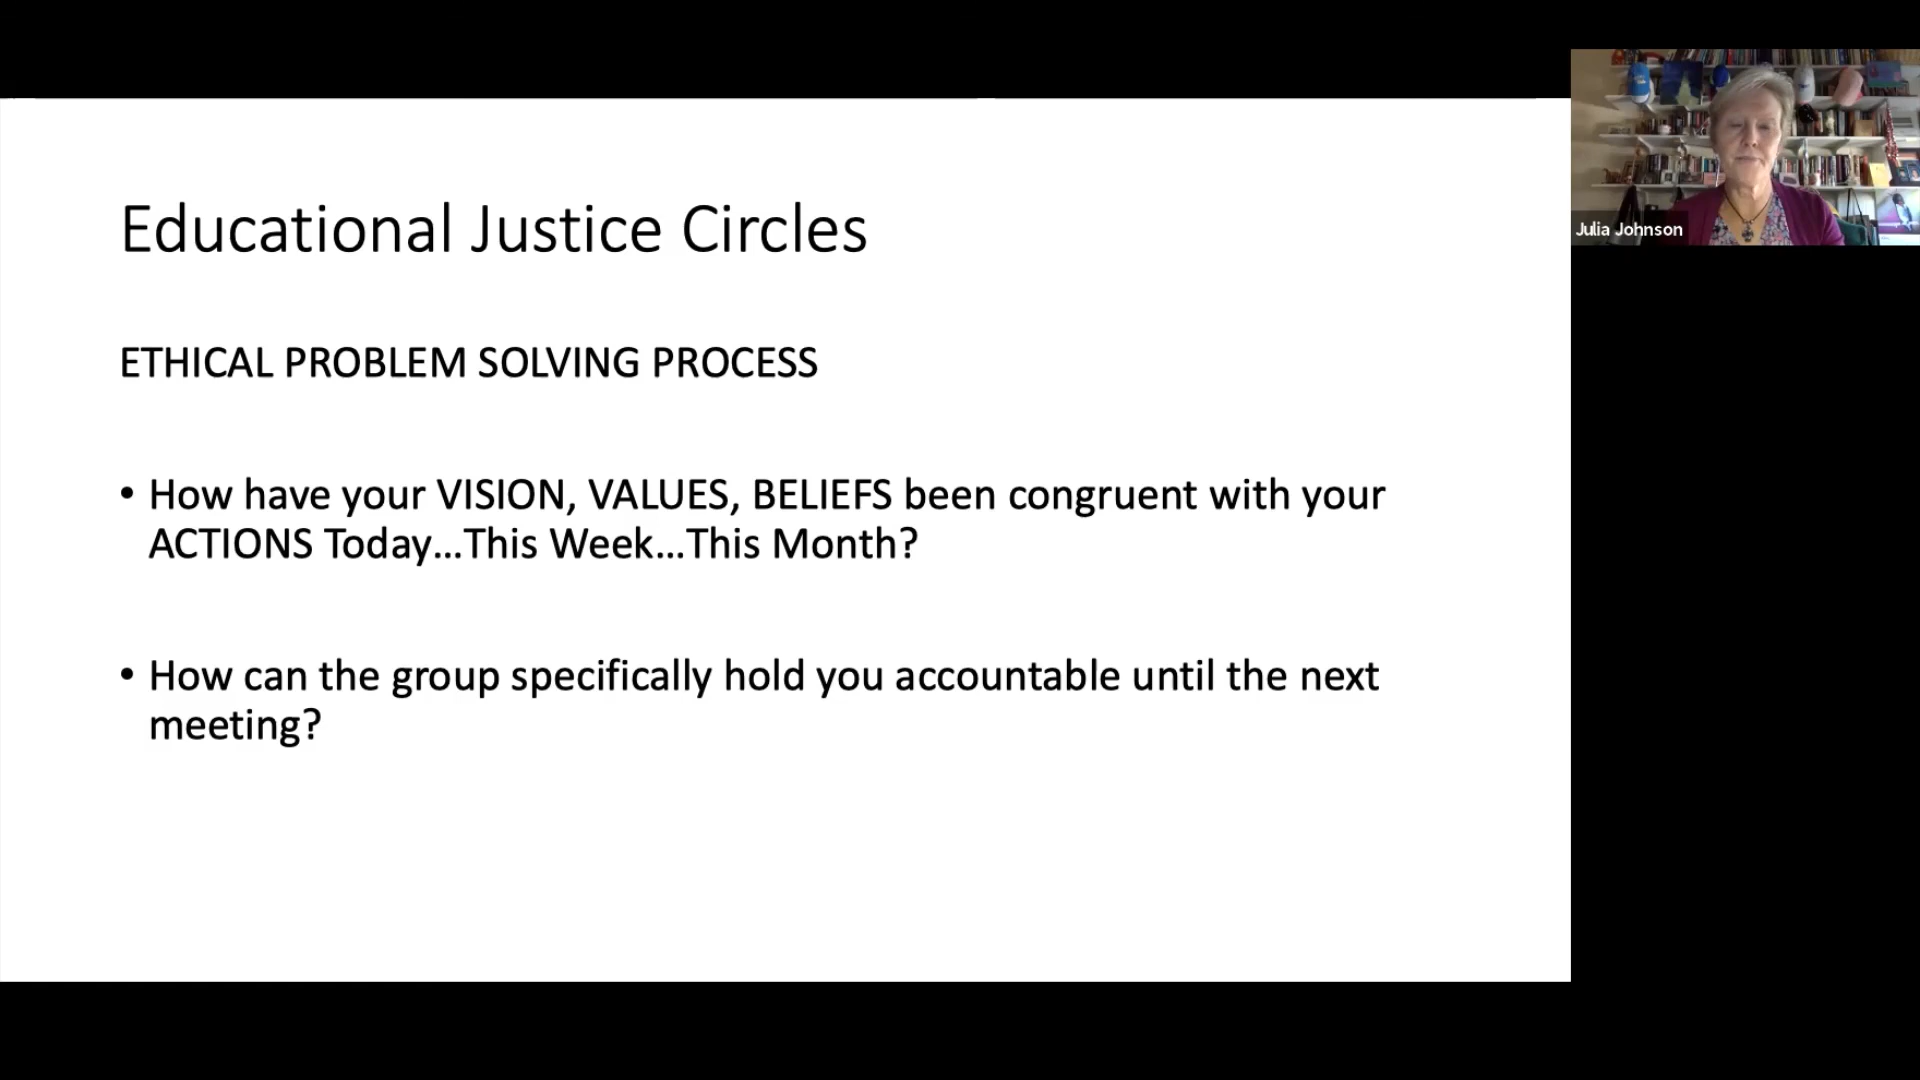 Educational Justice Circles
ETHICAL PROBLEM SOLVING PROCESS
• How have your VISION, VALUES, BELIEFS been congruent with your
ACTIONS Today...This Week...This Month?
• How can the group specifically hold you accountable until the next
meeting?
Julia Johnson